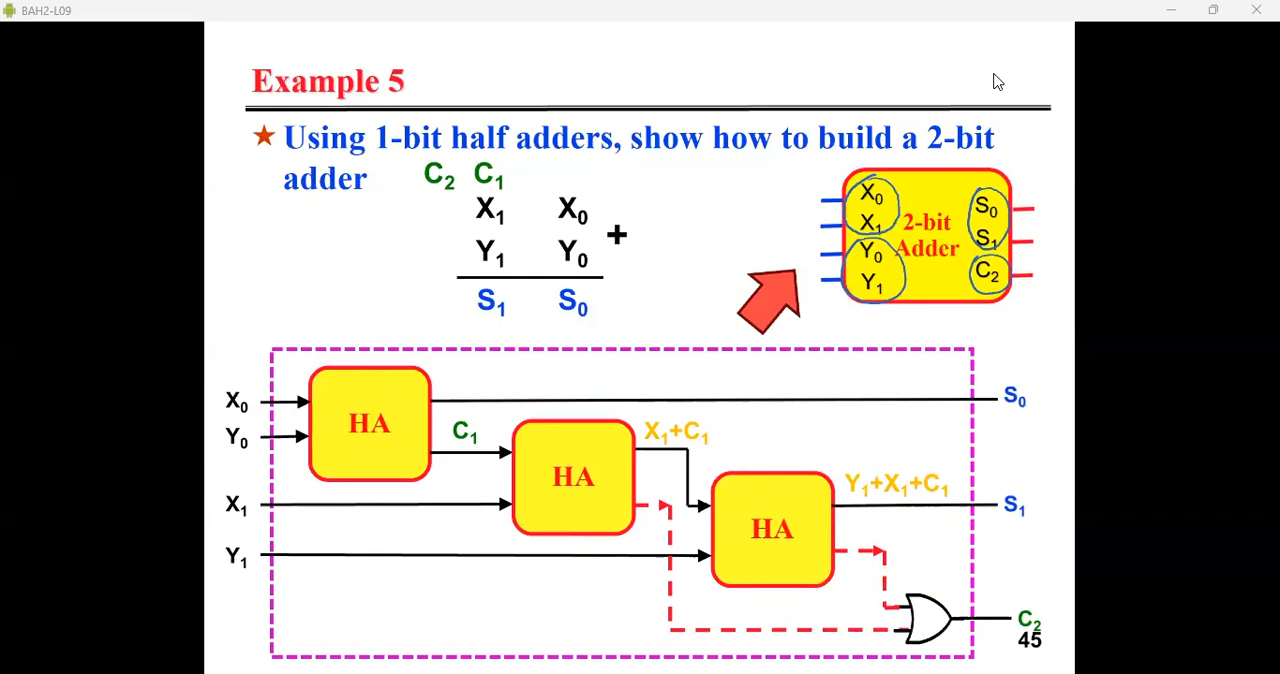 BAH2-L09
Example 5
★ Using 1-bit half adders, show how to build a 2-bit
adder
C₂ C₁
X₁ X₀
Y₁ Y₀ +
S₁ S₀
X₀
X₁
Y₀
Y₁
2-bit
Adder
S₀
S₁
C₂
X₀
Y₀
X₁
Y₁
HA
C₁
HA
X₁+C₁
HA
Y₁+X₁+C₁
S₀
S₁
C₂
45